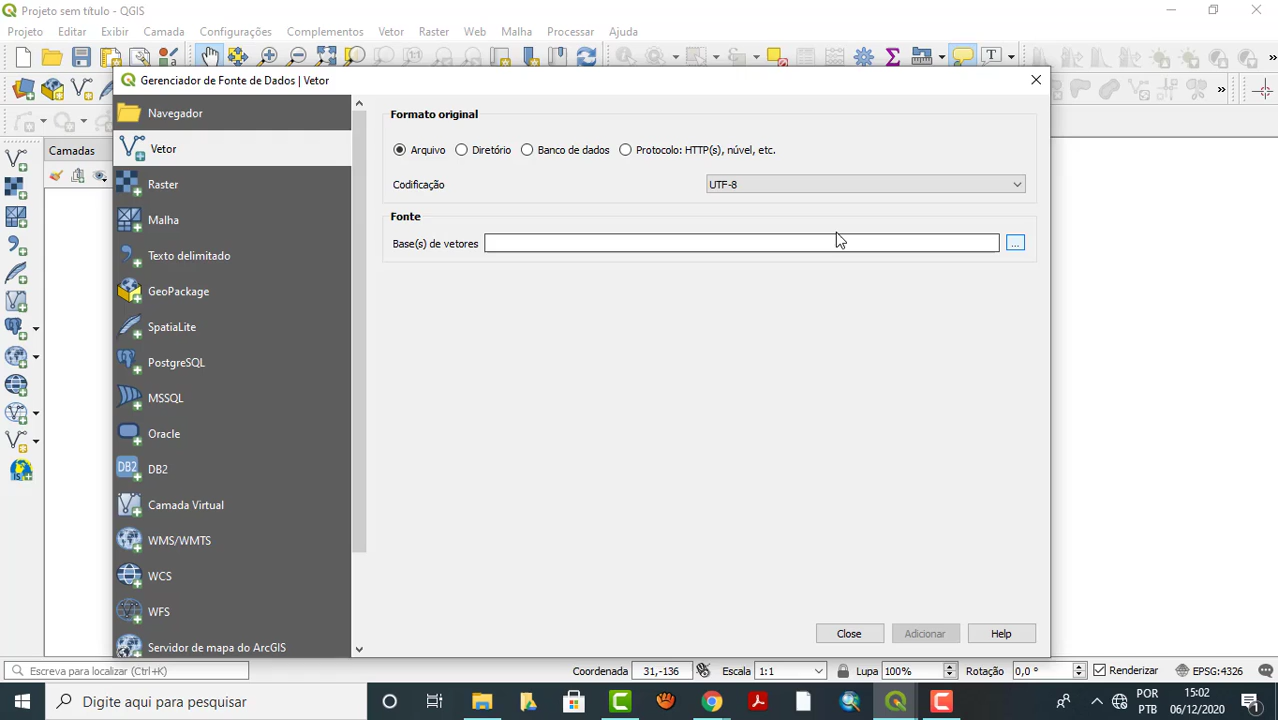 Projeto sem título - QGIS
Projeto Editar Exibir Camada Configurações Complementos Vetor Raster Web Malha Processar Ajuda
Gerenciador de Fonte de Dados | Vetor
Navegador
Formato original
Camadas
Vetor
Arquivo Diretório Banco de dados Protocolo: HTTP(s), núvel, etc.
Raster
Codificação UTF-8
Malha
Fonte
Base(s) de vetores ...
Texto delimitado
GeoPackage
SpatiaLite
PostgreSQL
MSSQL
Oracle
DB2 DB2
Camada Virtual
WMS/WMTS
WCS
WFS
Servidor de mapa do ArcGIS
Close Adicionar Help
Escreva para localizar (Ctrl+K) Coordenada 31,-136 Escala 1:1 Lupa 100% Rotação 0,0 ° Renderizar EPSG:4326
Digite aqui para pesquisar
POR
PTB
15:02
06/12/2020
1